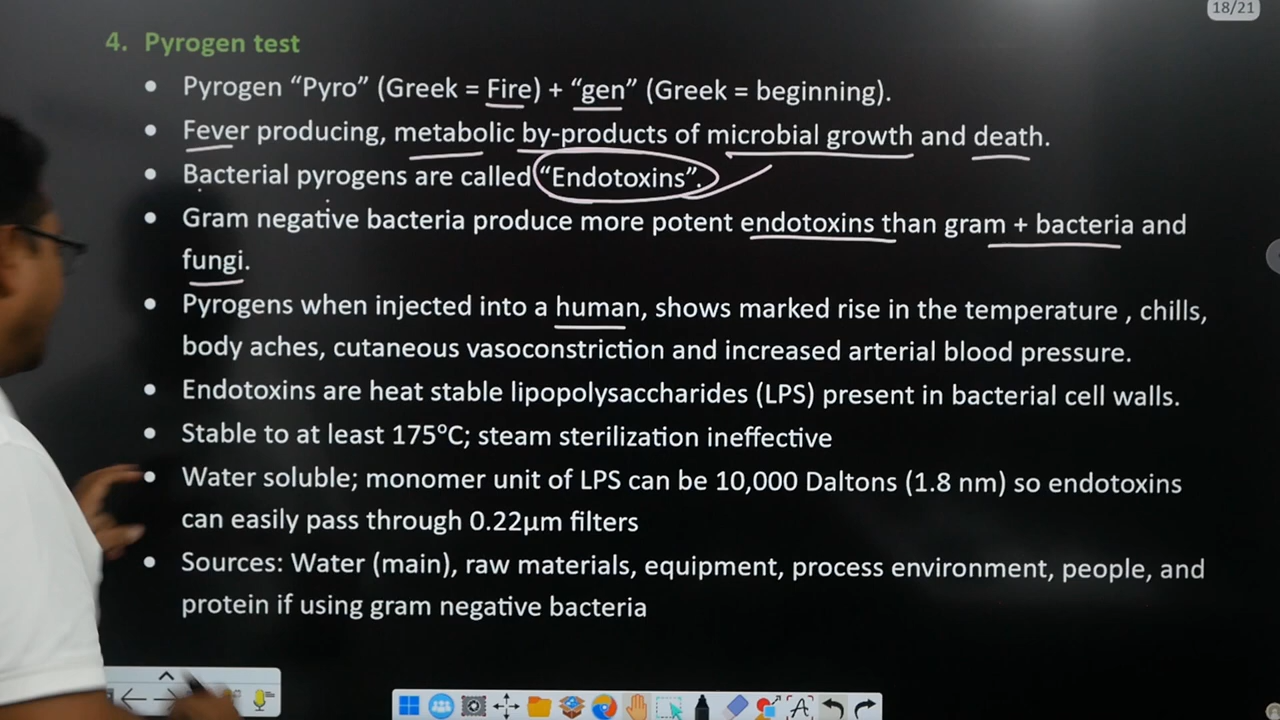 18/21
4. Pyrogen test
• Pyrogen “Pyro” (Greek = Fire) + “gen” (Greek = beginning).
• Fever producing, metabolic by-products of microbial growth and death.
• Bacterial pyrogens are called “Endotoxins”.
• Gram negative bacteria produce more potent endotoxins than gram + bacteria and
fungi.
• Pyrogens when injected into a human, shows marked rise in the temperature , chills,
body aches, cutaneous vasoconstriction and increased arterial blood pressure.
• Endotoxins are heat stable lipopolysaccharides (LPS) present in bacterial cell walls.
• Stable to at least 175°C; steam sterilization ineffective
• Water soluble; monomer unit of LPS can be 10,000 Daltons (1.8 nm) so endotoxins
can easily pass through 0.22µm filters
• Sources: Water (main), raw materials, equipment, process environment, people, and
protein if using gram negative bacteria